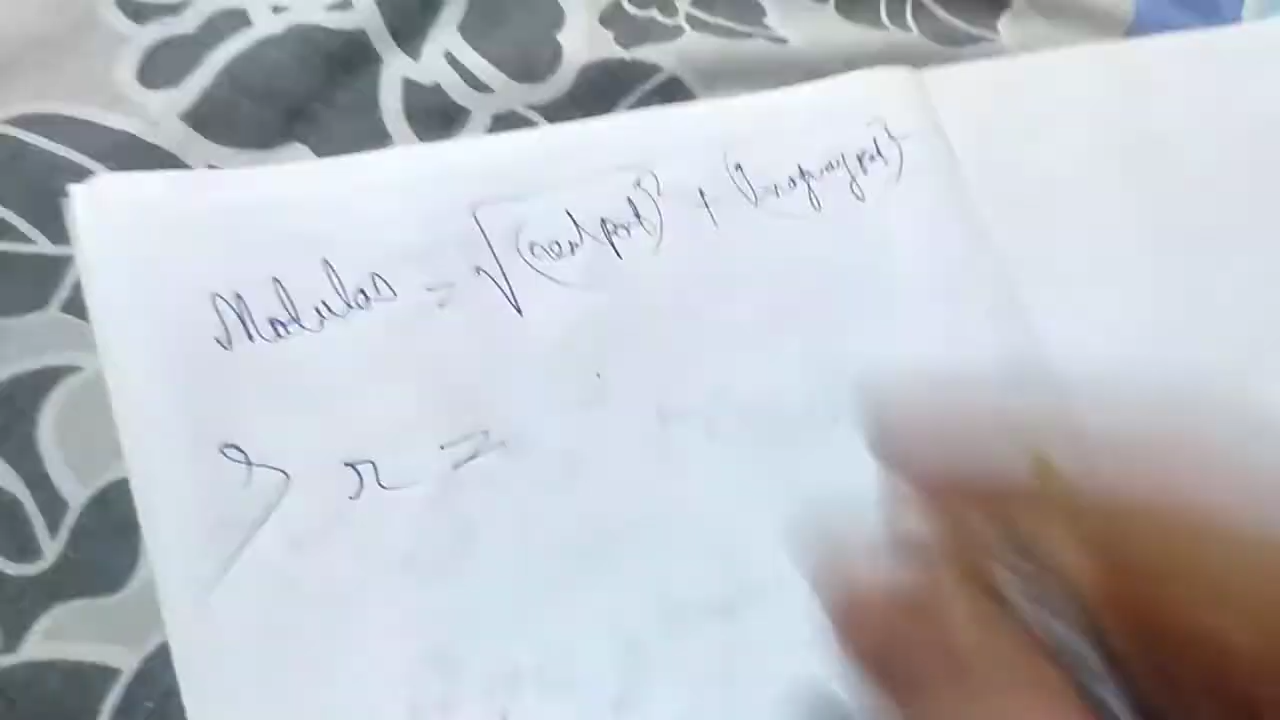 Modulus = √(real part)² + (Imaginary part)²
r =